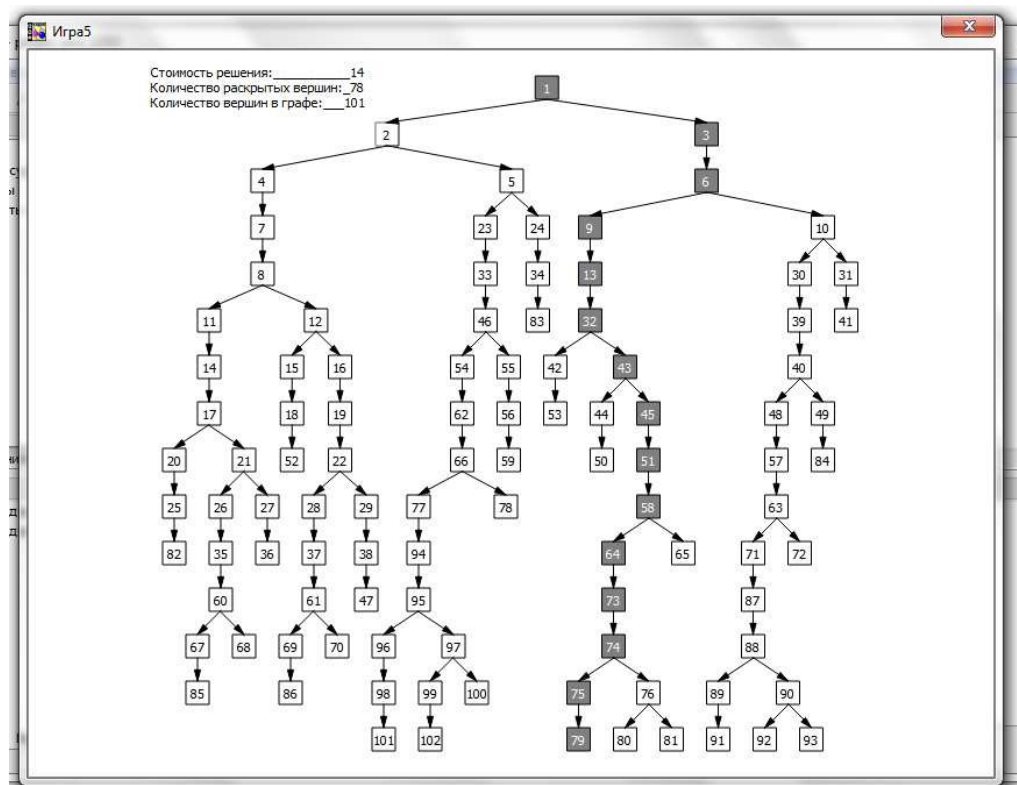 Игра5
Стоимость решения:___________14
Количество раскрытых вершин:_78
Количество вершин в графе:___101
1
2 3
4 5 6
7 23 24 9 10
8 33 34 13 30 31
11 12 46 83 32 39 41
14 15 16 54 55 42 43 40
17 18 19 62 56 53 44 45 48 49
20 21 52 22 66 59 50 51 57 84
25 26 27 28 29 77 78 58 63
82 35 36 37 38 94 64 65 71 72
60 61 47 95 73 87
67 68 69 70 96 97 74 88
85 86 98 99 100 75 76 89 90
101 102 79 80 81 91 92 93